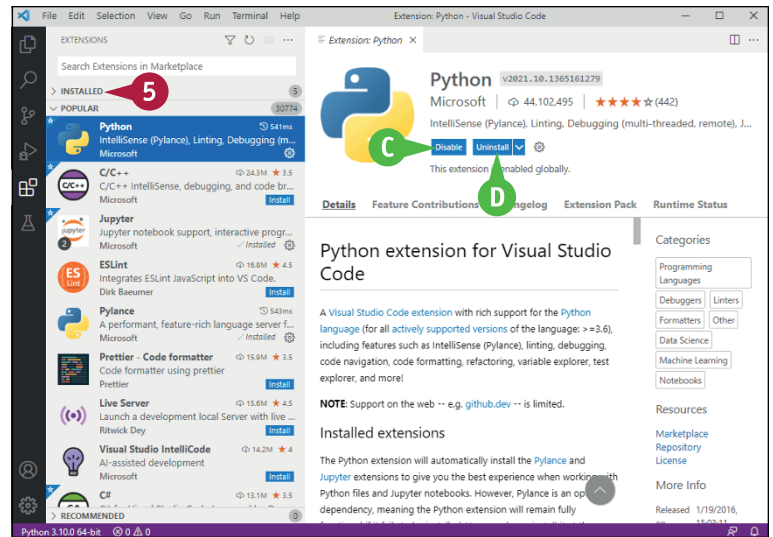 File Edit Selection View Go Run Terminal Help
Extension: Python - Visual Studio Code
EXTENSIONS
Search Extensions in Marketplace
INSTALLED
5
5
POPULAR
30774
Python 541ms
IntelliSense (Pylance), Linting, Debugging (m...
Microsoft
C/C++ 24.3M ★ 3.5
C/C++
C/C++ IntelliSense, debugging, and code br...
Microsoft Install
Jupyter
jupyter
2
Jupyter notebook support, interactive progr...
Microsoft ✓ Installed
ESLint 16.8M ★ 4.5
ES
Lint
Integrates ESLint JavaScript into VS Code.
Dirk Baeumer Install
Pylance 543ms
A performant, feature-rich language server f...
Microsoft ✓ Installed
Prettier - Code formatter 15.9M ★ 3.5
Code formatter using prettier
Prettier Install
Live Server 15.6M ★ 4.5
Launch a development local Server with live ...
Ritwick Dey Install
Visual Studio IntelliCode 14.2M ★ 4
AI-assisted development
Microsoft Install
C# 13.1M ★ 3.5
RECOMMENDED
0
Extension: Python ×
Python v2021.10.1365161279
Microsoft | 44.102.495 | ★★★★☆ (442)
IntelliSense (Pylance), Linting, Debugging (multi-threaded, remote), J...
C
Disable Uninstall
D
This extension is enabled globally.
Details Feature Contributions Extension Pack Runtime Status
Python extension for Visual Studio
Code
A Visual Studio Code extension with rich support for the Python
language (for all actively supported versions of the language: >=3.6),
including features such as IntelliSense (Pylance), linting, debugging,
code navigation, code formatting, refactoring, variable explorer, test
explorer, and more!
NOTE: Support on the web -- e.g. github.dev -- is limited.
Installed extensions
The Python extension will automatically install the Pylance and
Jupyter extensions to give you the best experience when working with
Python files and Jupyter notebooks. However, Pylance is an
dependency, meaning the Python extension will remain fully
Categories
Programming
Languages
Debuggers Linters
Formatters Other
Data Science
Machine Learning
Notebooks
Resources
Marketplace
Repository
License
More Info
Released 1/19/2016,
Python 3.10.0 64-bit 0 0